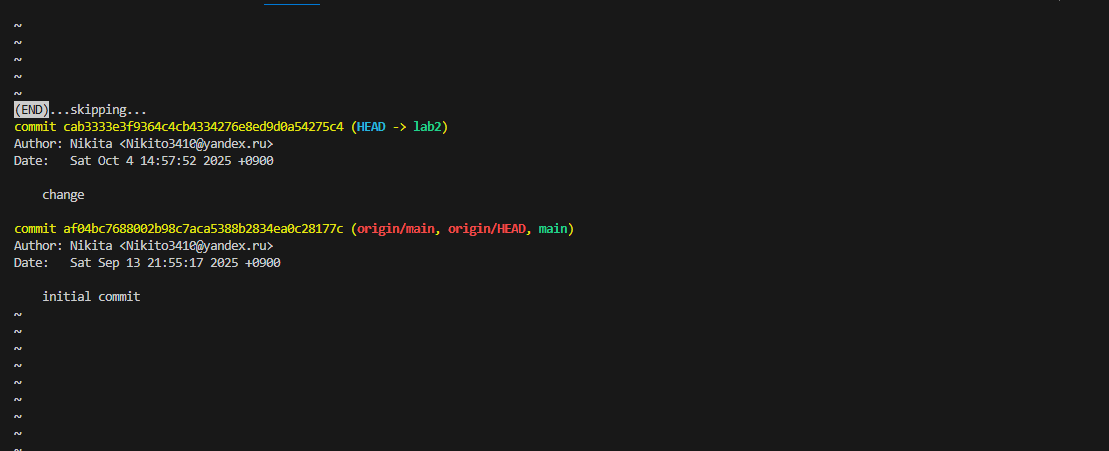 ~
~
~
~
~
(END)...skipping...
commit cab3333e3f9364c4cb4334276e8ed9d0a54275c4 (HEAD -> lab2)
Author: Nikita <Nikito3410@yandex.ru>
Date:   Sat Oct 4 14:57:52 2025 +0900
    change
commit af04bc7688002b98c7aca5388b2834ea0c28177c (origin/main, origin/HEAD, main)
Author: Nikita <Nikito3410@yandex.ru>
Date:   Sat Sep 13 21:55:17 2025 +0900
    initial commit
~
~
~
~
~
~
~
~
~